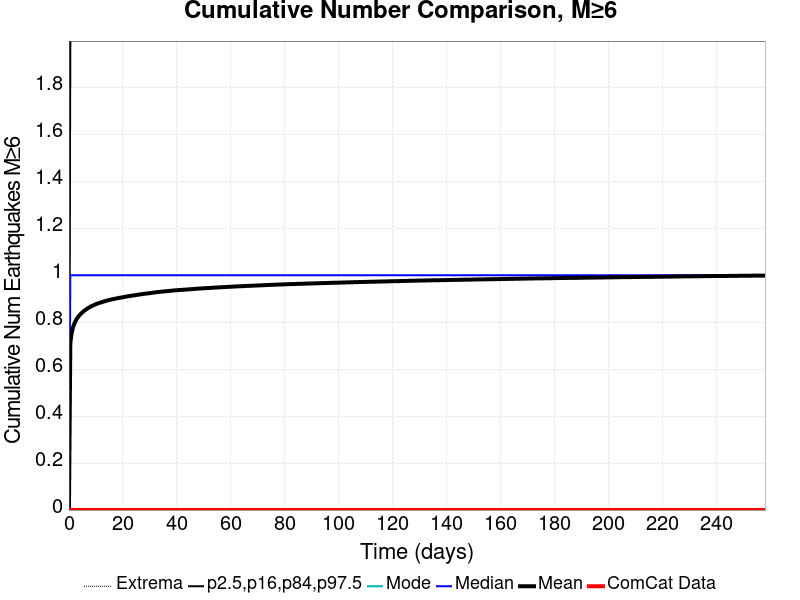 Cumulative Number Comparison, M≥6
Cumulative Num Earthquakes M≥6
1.8
1.6
1.4
1.2
1
0.8
0.6
0.4
0.2
0
0 20 40 60 80 100 120 140 160 180 200 220 240
Time (days)
Extrema p2.5,p16,p84,p97.5 Mode Median Mean ComCat Data